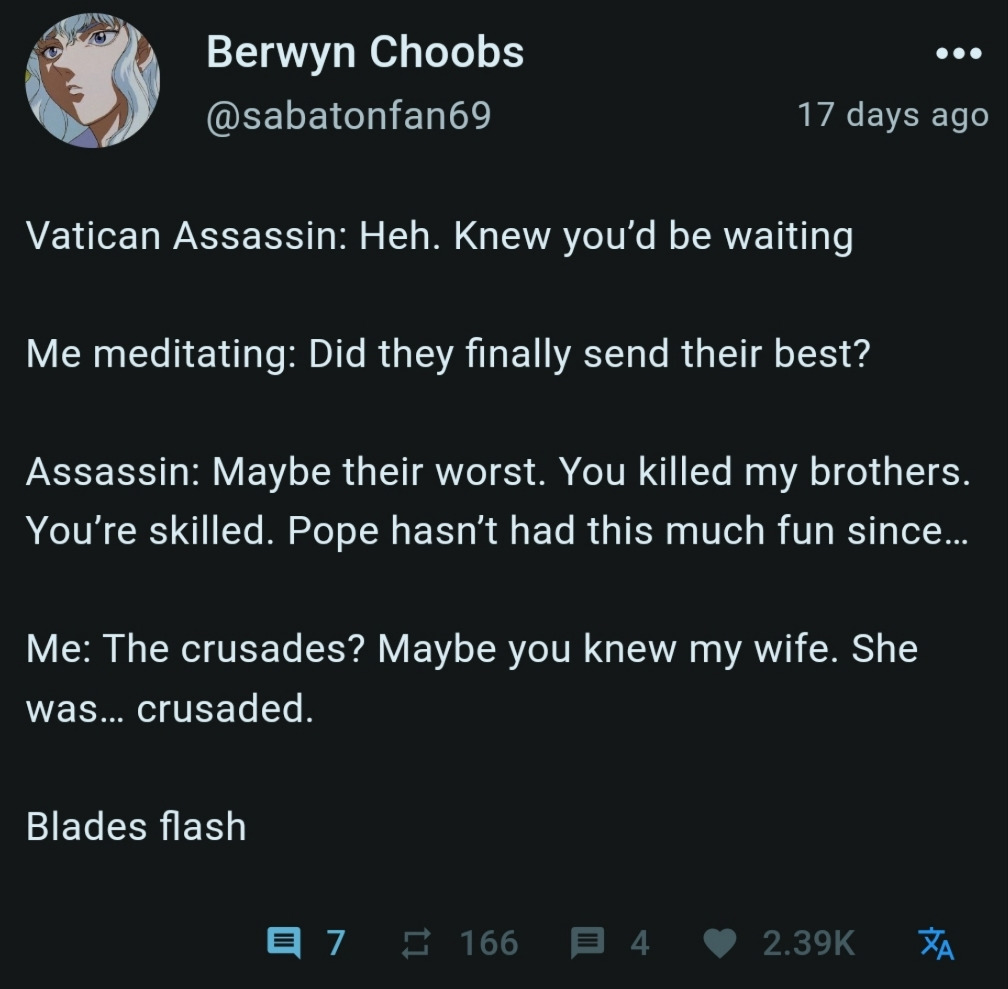 Berwyn Choobs
@sabatonfan69
17 days ago
Vatican Assassin: Heh. Knew you’d be waiting
Me meditating: Did they finally send their best?
Assassin: Maybe their worst. You killed my brothers.
You’re skilled. Pope hasn’t had this much fun since…
Me: The crusades? Maybe you knew my wife. She
was… crusaded.
Blades flash
7 166 4 2.39K